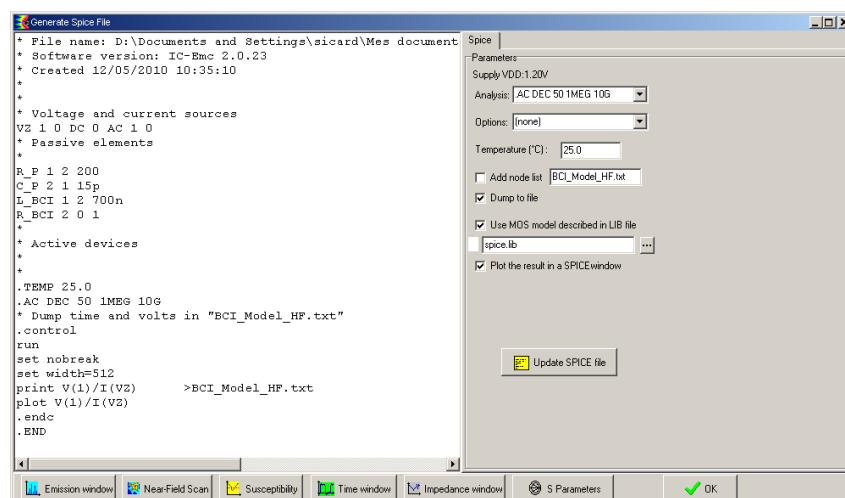 Generate Spice File
* File name: D:\Documents and Settings\sicard\Mes document
* Software version: IC-Emc 2.0.23
* Created 12/05/2010 10:35:10
*
*
* Voltage and current sources
VZ 1 0 DC 0 AC 1 0
* Passive elements
*
R_P 1 2 200
C_P 2 1 15p
L_BCI 1 2 700n
R_BCI 2 0 1
*
* Active devices
*
*
.TEMP 25.0
.AC DEC 50 1MEG 10G
* Dump time and volts in "BCI_Model_HF.txt"
.control
run
set nobreak
set width=512
print V(1)/I(VZ) >BCI_Model_HF.txt
plot V(1)/I(VZ)
.endc
.END
Spice
Parameters
Supply VDD:1.20V
Analysis: .AC DEC 50 1MEG 10G
Options: (none)
Temperature (°C): 25.0
Add node list BCI_Model_HF.txt
Dump to file
Use MOS model described in LIB file
spice.lib
...
Plot the result in a SPICE window
Update SPICE file
Emission window
Near-Field Scan
Susceptibility
Time window
Impedance window
S Parameters
OK